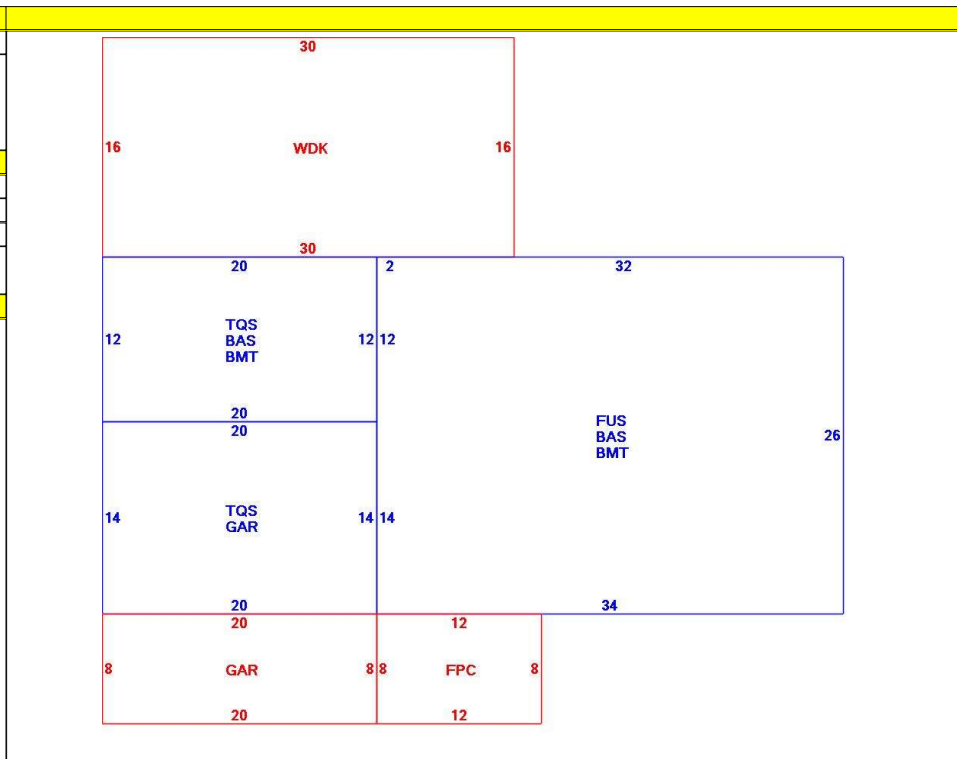 30
16 WDK 16
30
20 2 32
TQS
12 BAS 12 12
BMT
20
20
FUS
BAS 26
BMT
TQS
14 14 14
GAR
20 34
20 12
8 GAR 8 8 FPC 8
20 12